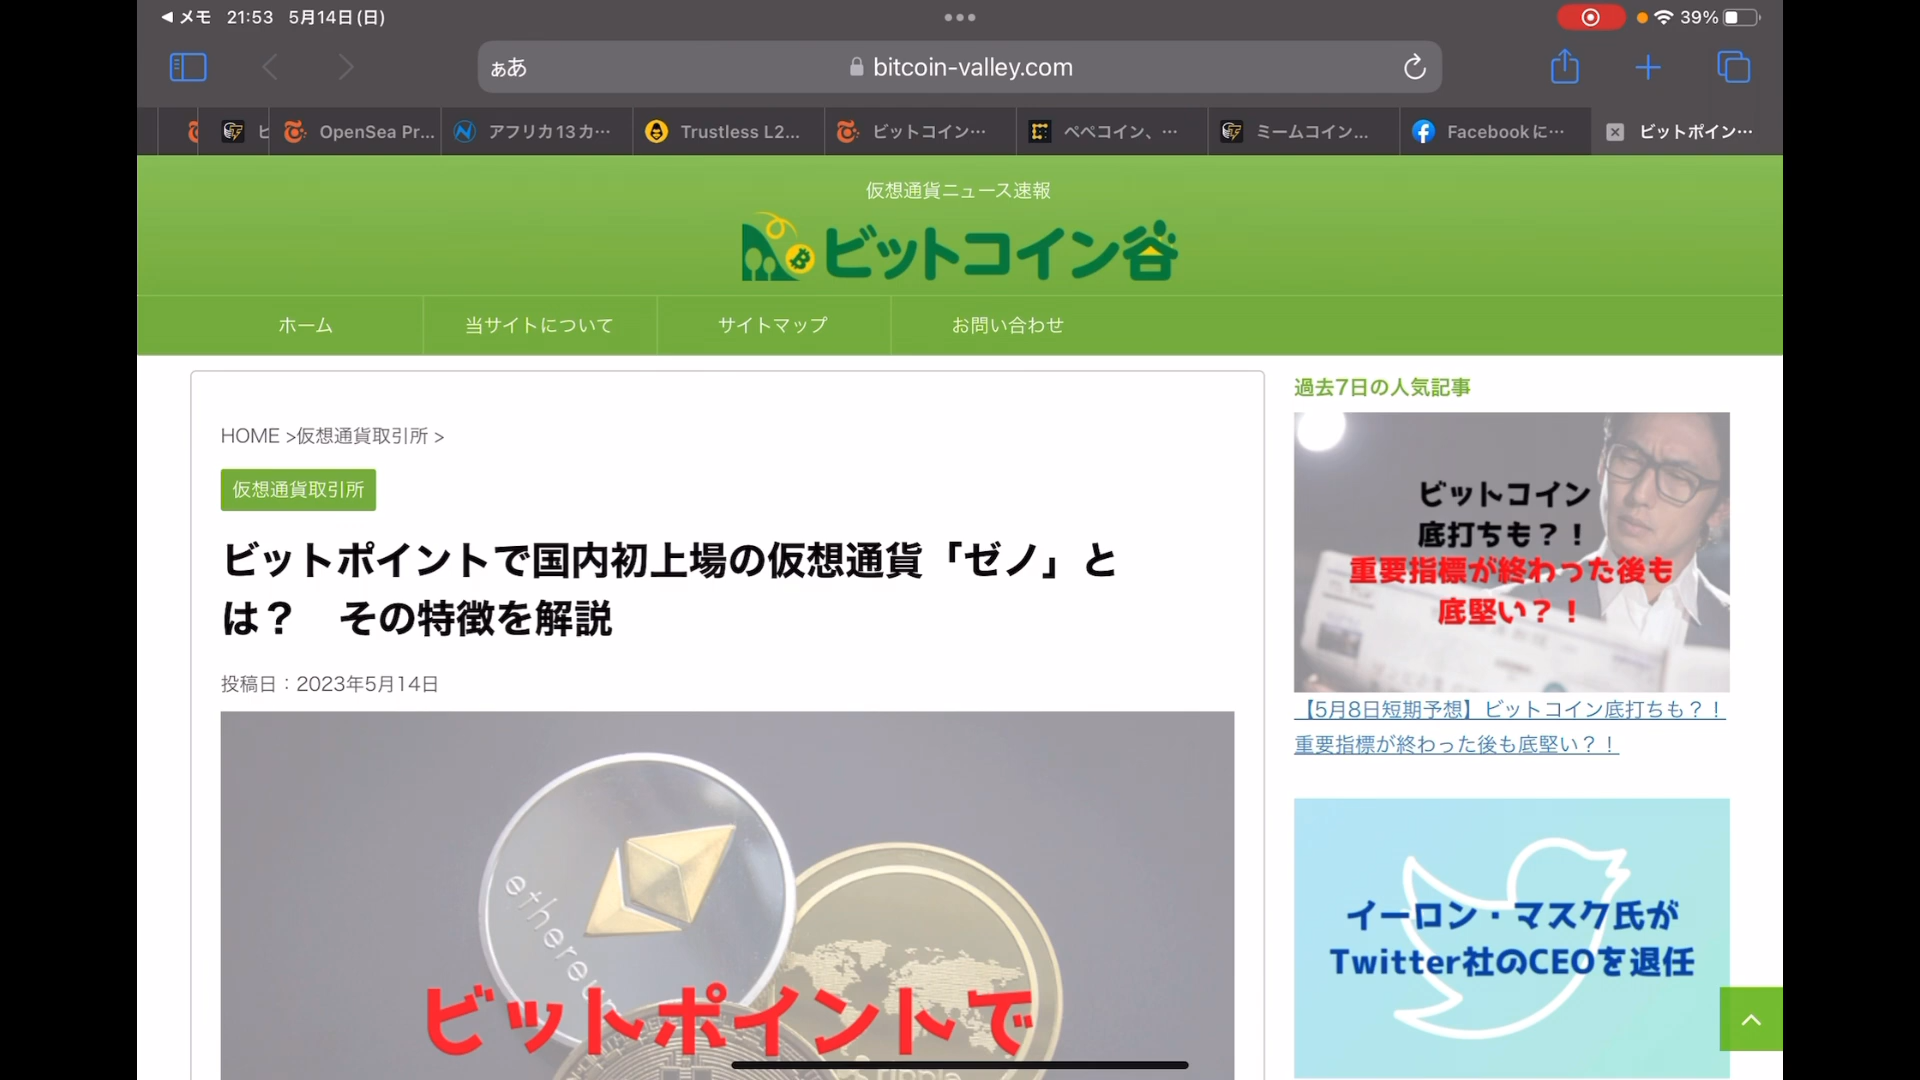 メモ 21:53 5月14日(日)
39%
ぁあ
bitcoin-valley.com
OpenSea Pr...
アフリカ13カ…
Trustless L2...
ビットコイン…
ペペコイン、…
ミームコイン...
Facebookに…
ビットポイン…
仮想通貨ニュース速報
ビットコイン谷
ホーム
当サイトについて
サイトマップ
お問い合わせ
HOME >仮想通貨取引所 >
仮想通貨取引所
ビットポイントで国内初上場の仮想通貨「ゼノ」と
は？　その特徴を解説
投稿日：2023年5月14日
ethereum
ビットポイントで
ripple
過去7日の人気記事
ビットコイン
底打ちも？！
重要指標が終わった後も
底堅い？！
【5月8日短期予想】ビットコイン底打ちも？！
重要指標が終わった後も底堅い？！
イーロン・マスク氏が
Twitter社のCEOを退任